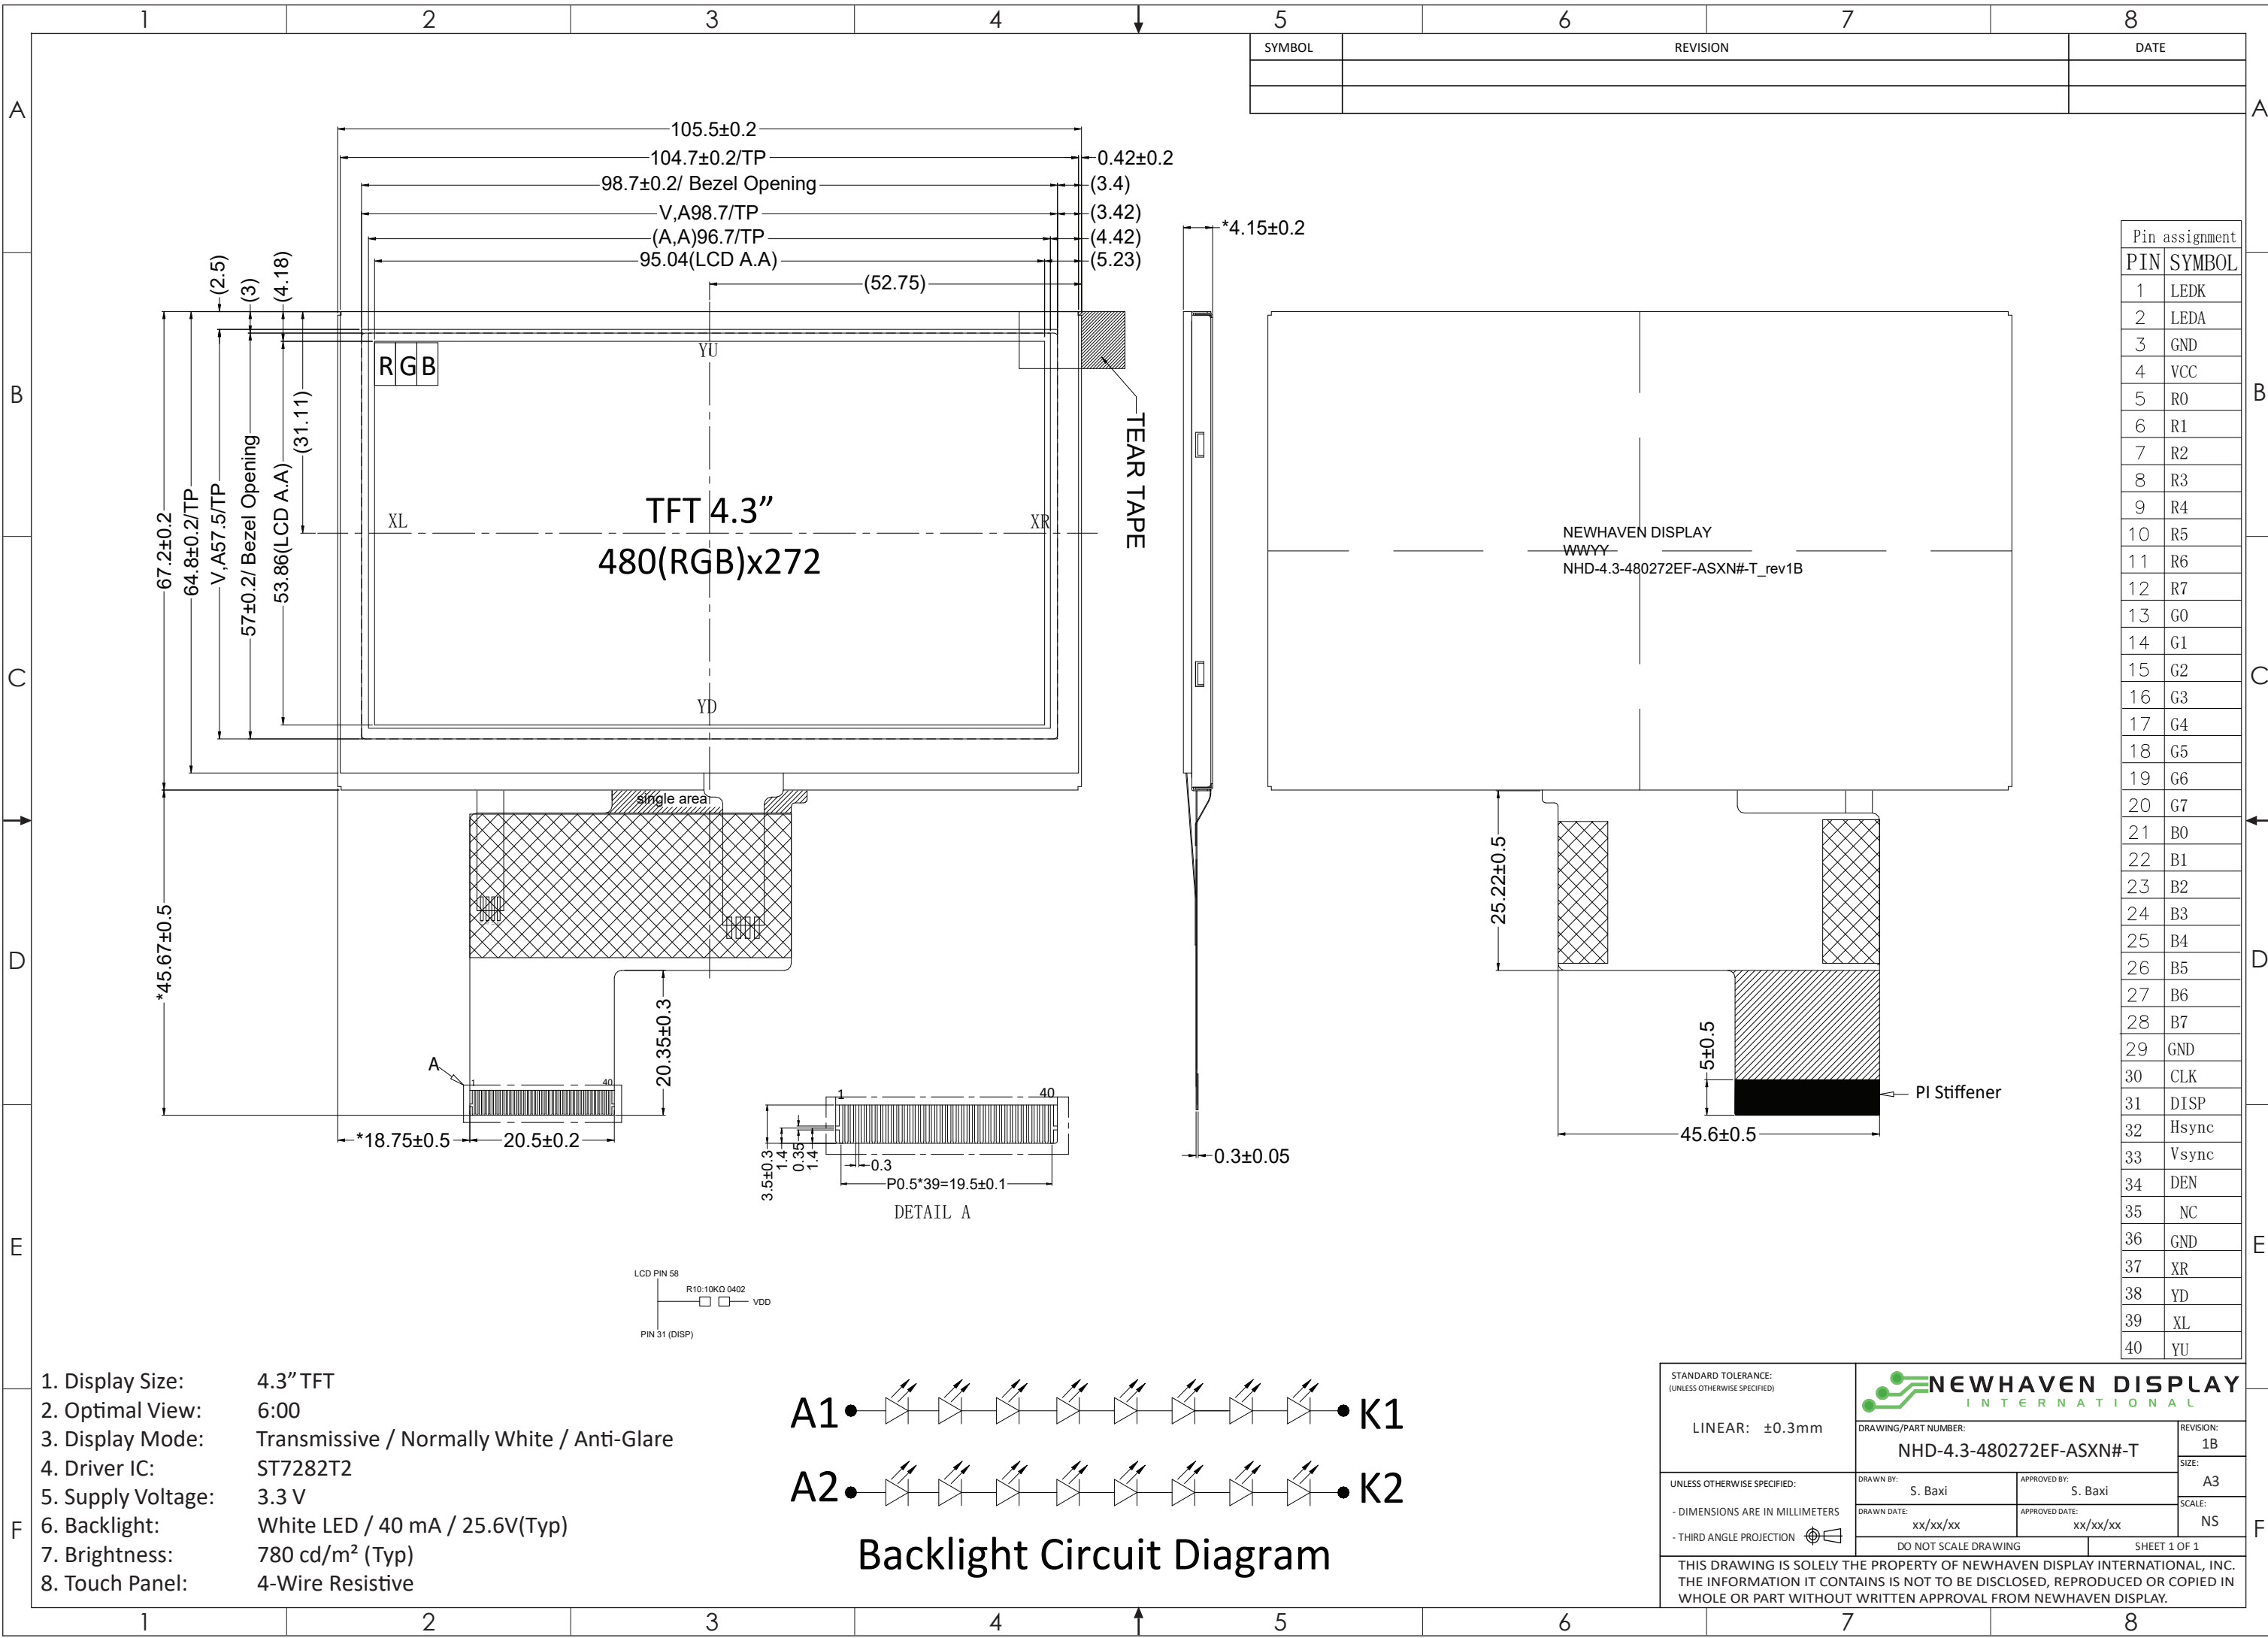 1 2 3 4 5 6 7 8
A
B
C
D
E
F
SYMBOL REVISION DATE
105.5±0.2
104.7±0.2/TP
0.42±0.2
98.7±0.2/ Bezel Opening
(3.4)
V,A98.7/TP
(3.42)
(A,A)96.7/TP
(4.42)
95.04(LCD A.A)
(5.23)
(52.75)
(2.5)
(3)
(4.18)
(31.11)
67.2±0.2
64.8±0.2/TP
V,A57.5/TP
57±0.2/ Bezel Opening
53.86(LCD A.A)
RGB
YU
XL
XR
YD
TFT 4.3”
480(RGB)x272
TEAR TAPE
single area
*45.67±0.5
20.35±0.3
A
1 40
*18.75±0.5
20.5±0.2
*4.15±0.2
0.3±0.05
NEWHAVEN DISPLAY
WWYY
NHD-4.3-480272EF-ASXN#-T_rev1B
25.22±0.5
5±0.5
45.6±0.5
PI Stiffener
1 40
3.5±0.3
1.4
0.35
1.4
0.3
P0.5*39=19.5±0.1
DETAIL A
LCD PIN 58
R10:10KΩ 0402
VDD
PIN 31 (DISP)
Pin assignment
PIN SYMBOL
1 LEDK
2 LEDA
3 GND
4 VCC
5 R0
6 R1
7 R2
8 R3
9 R4
10 R5
11 R6
12 R7
13 G0
14 G1
15 G2
16 G3
17 G4
18 G5
19 G6
20 G7
21 B0
22 B1
23 B2
24 B3
25 B4
26 B5
27 B6
28 B7
29 GND
30 CLK
31 DISP
32 Hsync
33 Vsync
34 DEN
35 NC
36 GND
37 XR
38 YD
39 XL
40 YU
1. Display Size: 4.3” TFT
2. Optimal View: 6:00
3. Display Mode: Transmissive / Normally White / Anti-Glare
4. Driver IC: ST7282T2
5. Supply Voltage: 3.3 V
6. Backlight: White LED / 40 mA / 25.6V(Typ)
7. Brightness: 780 cd/m² (Typ)
8. Touch Panel: 4-Wire Resistive
A1 K1
A2 K2
Backlight Circuit Diagram
STANDARD TOLERANCE:
(UNLESS OTHERWISE SPECIFIED)
LINEAR: ±0.3mm
UNLESS OTHERWISE SPECIFIED:
- DIMENSIONS ARE IN MILLIMETERS
- THIRD ANGLE PROJECTION
NEWHAVEN DISPLAY
INTERNATIONAL
DRAWING/PART NUMBER:
NHD-4.3-480272EF-ASXN#-T
REVISION:
1B
SIZE:
A3
DRAWN BY:
S. Baxi
APPROVED BY:
S. Baxi
DRAWN DATE:
xx/xx/xx
APPROVED DATE:
xx/xx/xx
SCALE:
NS
DO NOT SCALE DRAWING
SHEET 1 OF 1
THIS DRAWING IS SOLELY THE PROPERTY OF NEWHAVEN DISPLAY INTERNATIONAL, INC.
THE INFORMATION IT CONTAINS IS NOT TO BE DISCLOSED, REPRODUCED OR COPIED IN
WHOLE OR PART WITHOUT WRITTEN APPROVAL FROM NEWHAVEN DISPLAY.
A
B
C
D
E
F
1 2 3 4 5 6 7 8